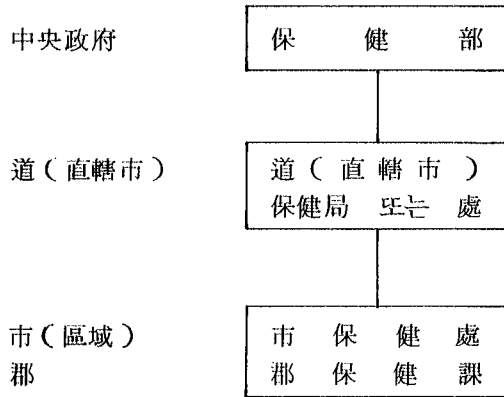 中央政府 保健部
道(直轄市) 道(直轄市)
保健局 또는 處
市(區域) 市保健處
郡 郡保健課